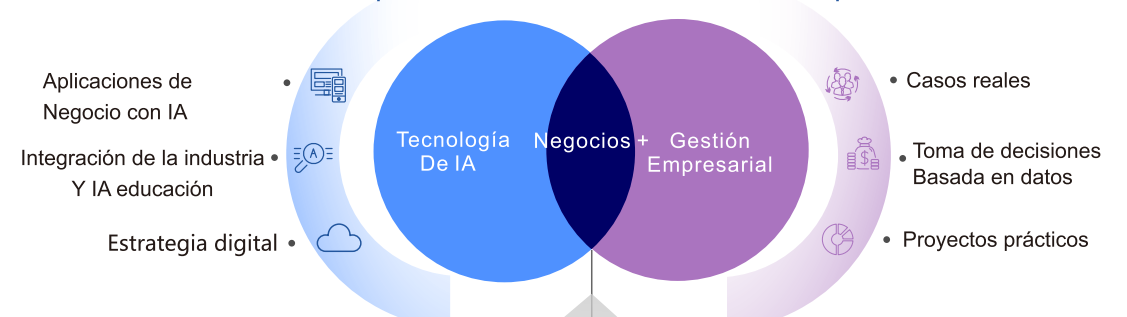 Aplicaciones de
Negocio con IA
Integración de la industria
Y IA educación
Estrategia digital
Tecnología
De IA
Negocios +
Gestión
Empresarial
Casos reales
Toma de decisiones
Basada en datos
Proyectos prácticos
A
$